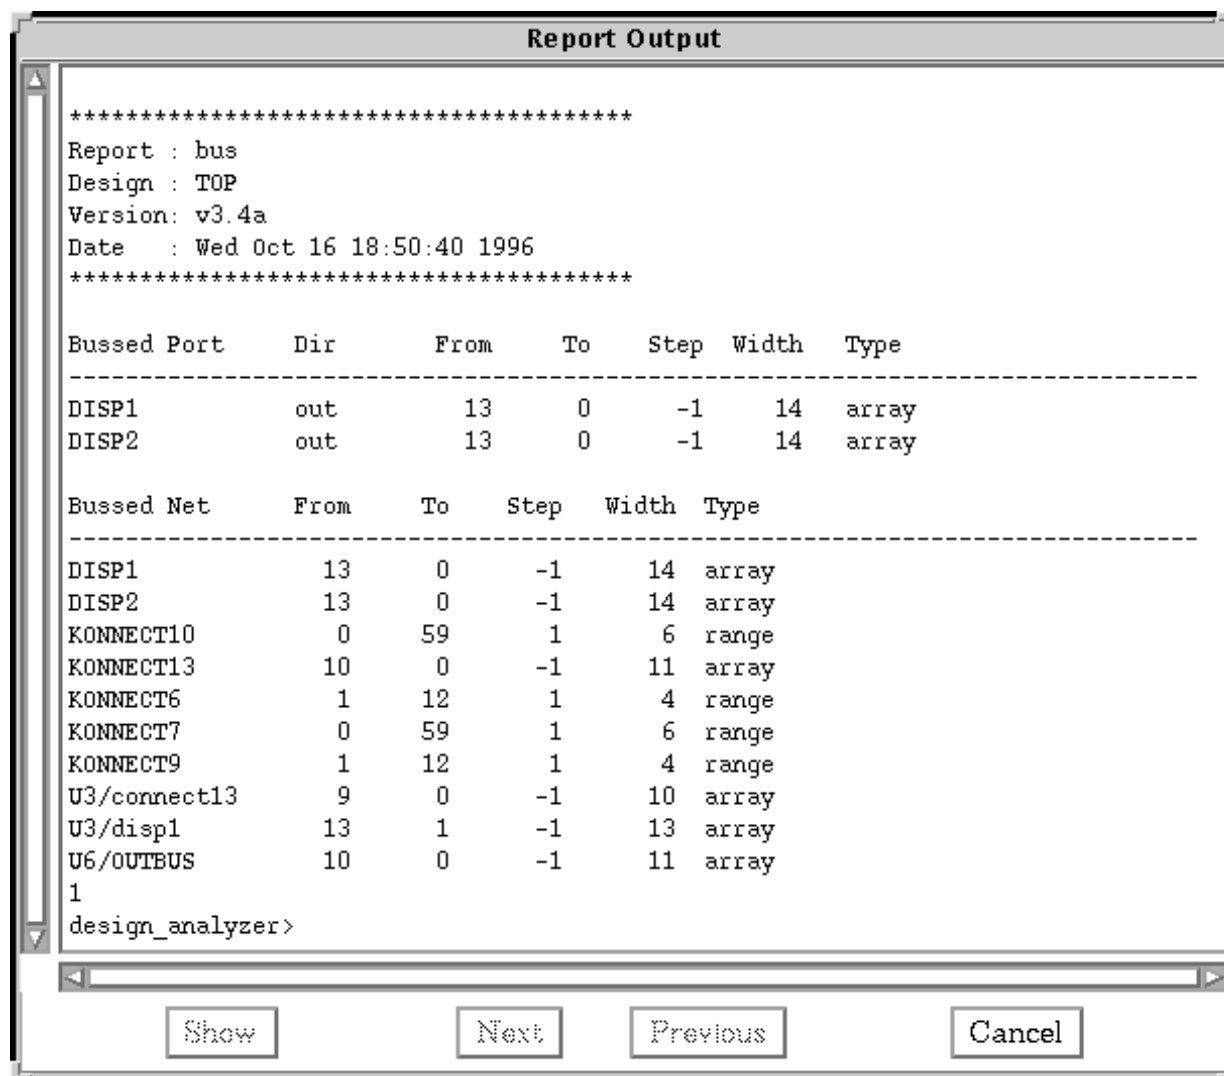 Report Output
****************************************
Report : bus
Design : TOP
Version: v3.4a
Date   : Wed Oct 16 18:50:40 1996
****************************************
Bussed Port     Dir       From     To    Step  Width   Type
--------------------------------------------------------------------------------
DISP1           out         13      0      -1     14   array
DISP2           out         13      0      -1     14   array
Bussed Net      From     To    Step   Width  Type
--------------------------------------------------------------------------------
DISP1             13      0      -1      14  array
DISP2             13      0      -1      14  array
KONNECT10          0     59       1       6  range
KONNECT13         10      0      -1      11  array
KONNECT6           1     12       1       4  range
KONNECT7           0     59       1       6  range
KONNECT9           1     12       1       4  range
U3/connect13       9      0      -1      10  array
U3/disp1          13      1      -1      13  array
U6/OUTBUS         10      0      -1      11  array
1
design_analyzer>
Show Next Previous Cancel